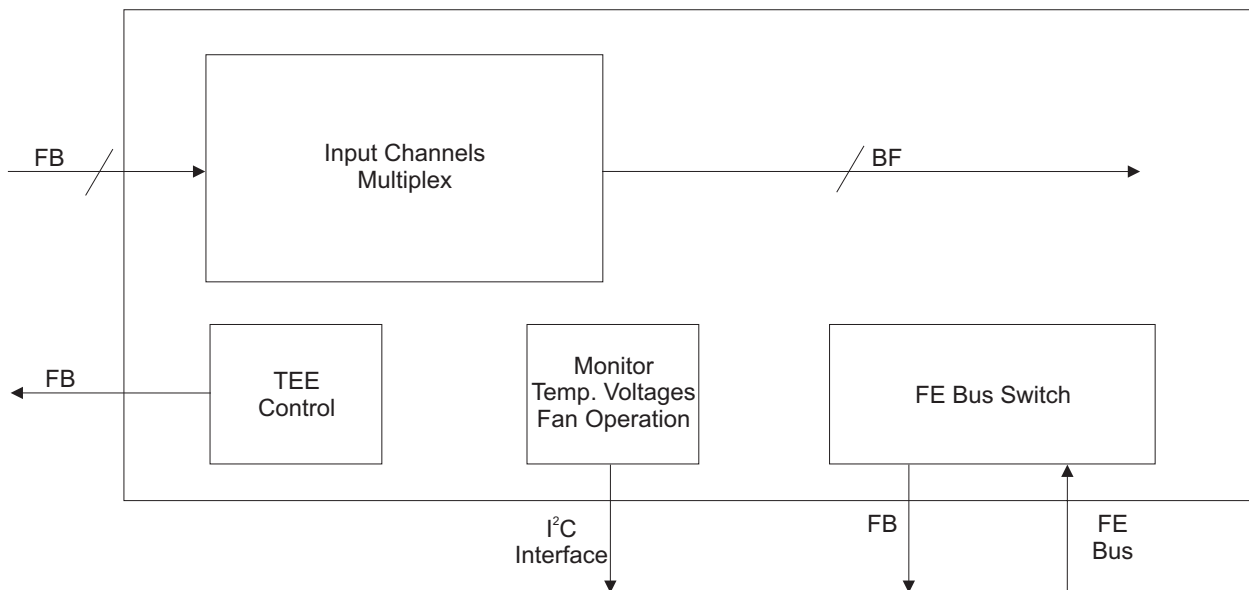 Input Channels
Multiplex
FB
BF
TEE
Control
FB
Monitor
Temp. Voltages
Fan Operation
FE Bus Switch
I²C
Interface
FB
FE
Bus